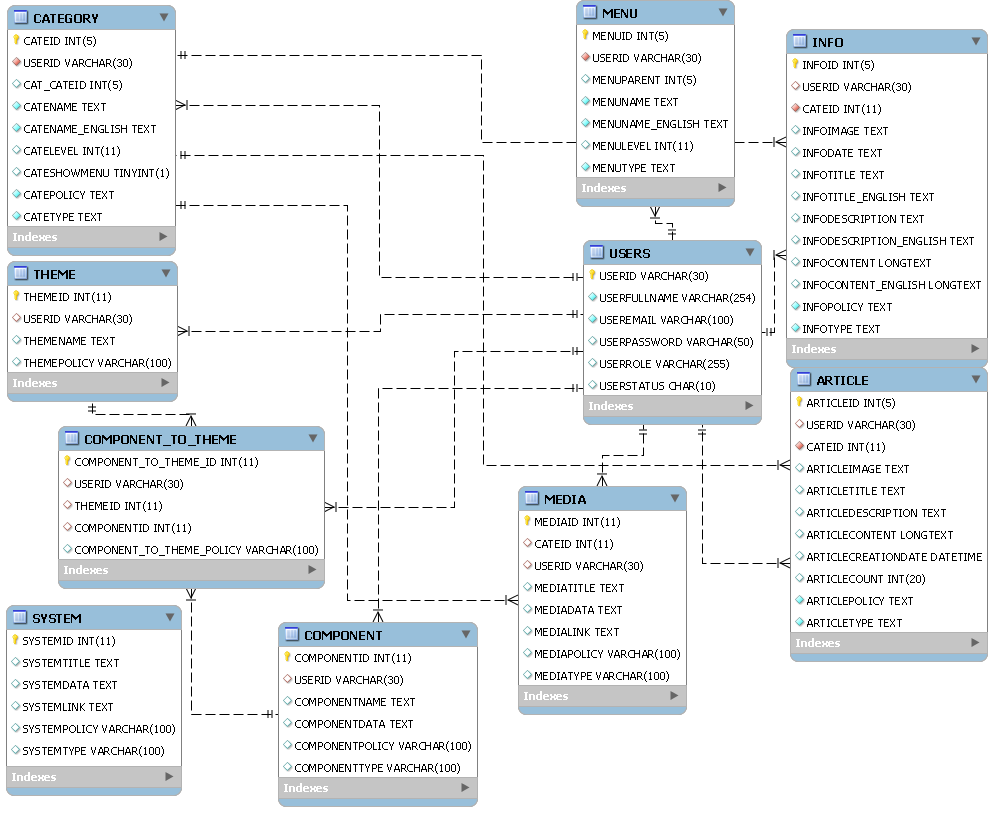 CATEGORY
CATEID INT(5)
USERID VARCHAR(30)
CAT_CATEID INT(5)
CATENAME TEXT
CATENAME_ENGLISH TEXT
CATELEVEL INT(11)
CATESHOWMENU TINYINT(1)
CATEPOLICY TEXT
CATETYPE TEXT
Indexes
MENU
MENUID INT(5)
USERID VARCHAR(30)
MENUPARENT INT(5)
MENUNAME TEXT
MENUNAME_ENGLISH TEXT
MENULEVEL INT(11)
MENUTYPE TEXT
Indexes
INFO
INFOID INT(5)
USERID VARCHAR(30)
CATEID INT(11)
INFOIMAGE TEXT
INFODATE TEXT
INFOTITLE TEXT
INFOTITLE_ENGLISH TEXT
INFODESCRIPTION TEXT
INFODESCRIPTION_ENGLISH TEXT
INFOCONTENT LONGTEXT
INFOCONTENT_ENGLISH LONGTEXT
INFOPOLICY TEXT
INFOTYPE TEXT
Indexes
THEME
THEMEID INT(11)
USERID VARCHAR(30)
THEMENAME TEXT
THEMEPOLICY VARCHAR(100)
Indexes
USERS
USERID VARCHAR(30)
USERFULLNAME VARCHAR(254)
USEREMAIL VARCHAR(100)
USERPASSWORD VARCHAR(50)
USERROLE VARCHAR(255)
USERSTATUS CHAR(10)
Indexes
ARTICLE
ARTICLEID INT(5)
USERID VARCHAR(30)
CATEID INT(11)
ARTICLEIMAGE TEXT
ARTICLETITLE TEXT
ARTICLEDESCRIPTION TEXT
ARTICLECONTENT LONGTEXT
ARTICLECREATIONDATE DATETIME
ARTICLECOUNT INT(20)
ARTICLEPOLICY TEXT
ARTICLETYPE TEXT
Indexes
COMPONENT_TO_THEME
COMPONENT_TO_THEME_ID INT(11)
USERID VARCHAR(30)
THEMEID INT(11)
COMPONENTID INT(11)
COMPONENT_TO_THEME_POLICY VARCHAR(100)
Indexes
MEDIA
MEDIAID INT(11)
CATEID INT(11)
USERID VARCHAR(30)
MEDIATITLE TEXT
MEDIADATA TEXT
MEDIALINK TEXT
MEDIAPOLICY VARCHAR(100)
MEDIATYPE VARCHAR(100)
Indexes
SYSTEM
SYSTEMID INT(11)
SYSTEMTITLE TEXT
SYSTEMDATA TEXT
SYSTEMLINK TEXT
SYSTEMPOLICY VARCHAR(100)
SYSTEMTYPE VARCHAR(100)
Indexes
COMPONENT
COMPONENTID INT(11)
USERID VARCHAR(30)
COMPONENTNAME TEXT
COMPONENTDATA TEXT
COMPONENTPOLICY VARCHAR(100)
COMPONENTTYPE VARCHAR(100)
Indexes